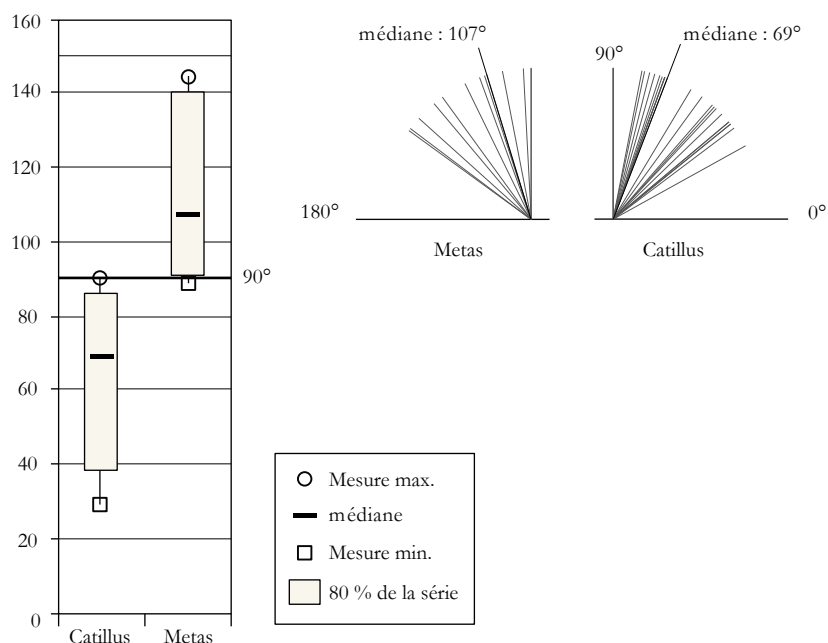 160
140
120
100
80
60
40
20
0
90°
Catillus
Metas
médiane : 107°
180°
Metas
médiane : 69°
90°
0°
Catillus
Mesure max.
médiane
Mesure min.
80 % de la série